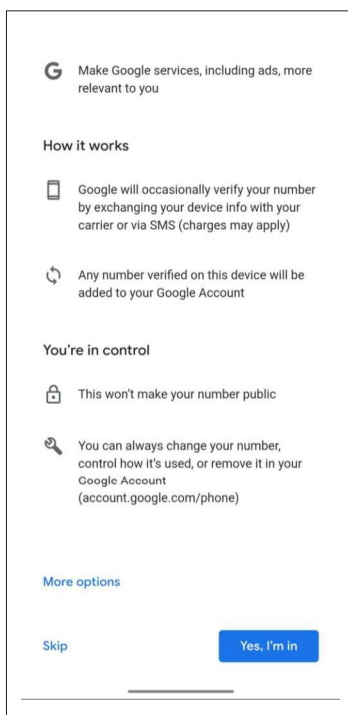 Make Google services, including ads, more
relevant to you
How it works
Google will occasionally verify your number
by exchanging your device info with your
carrier or via SMS (charges may apply)
Any number verified on this device will be
added to your Google Account
You're in control
This won't make your number public
You can always change your number,
control how it's used, or remove it in your
Google Account
(account.google.com/phone)
More options
Skip
Yes, I'm in